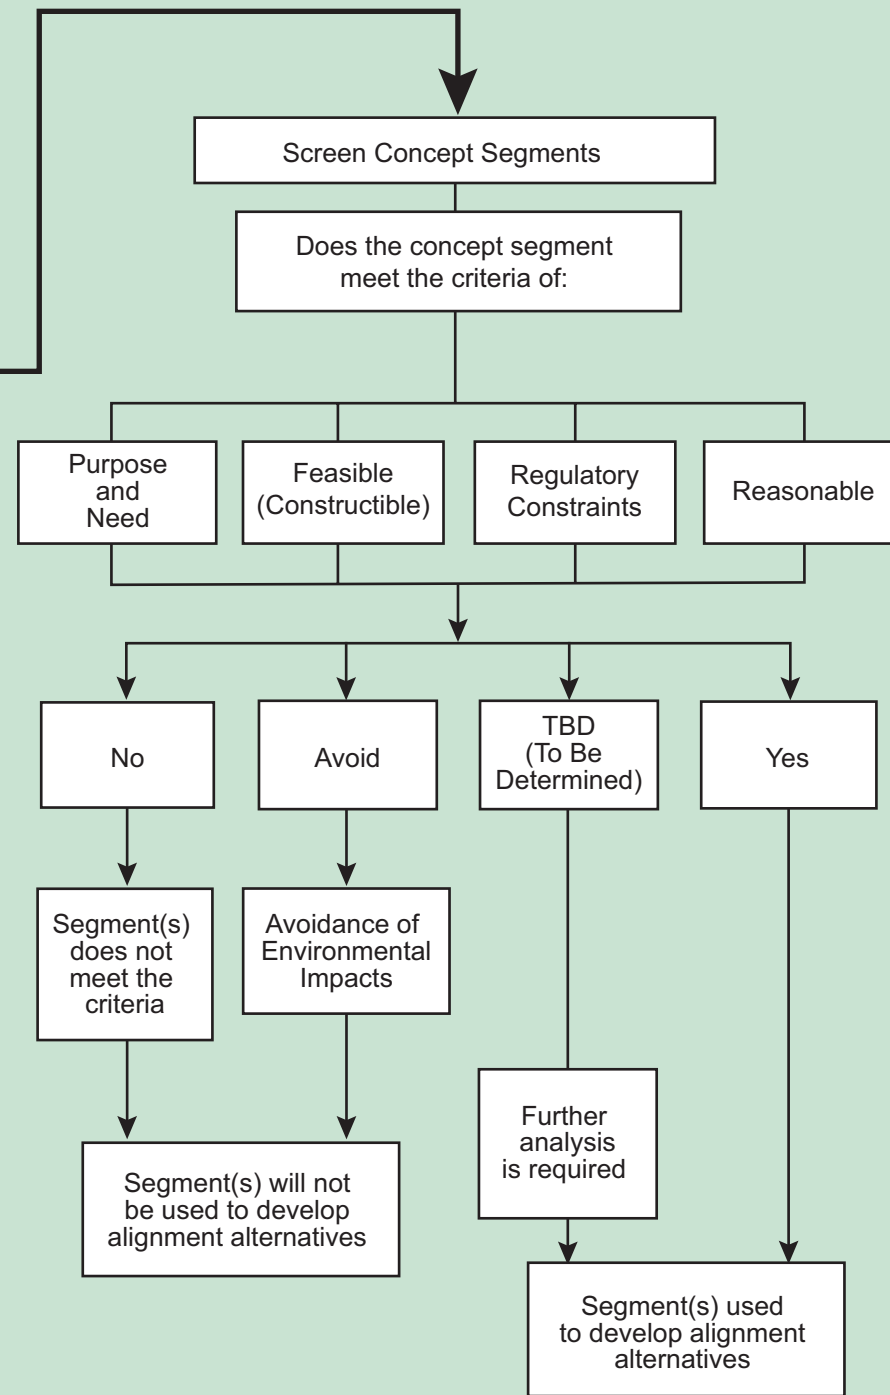 Screen Concept Segments
Does the concept segment
meet the criteria of:
Purpose
and
Need
Feasible
(Constructible)
Regulatory
Constraints
Reasonable
No
Avoid
TBD
(To Be
Determined)
Yes
Segment(s)
does not
meet the
criteria
Avoidance of
Environmental
Impacts
Further
analysis
is required
Segment(s) will not
be used to develop
alignment alternatives
Segment(s) used
to develop alignment
alternatives